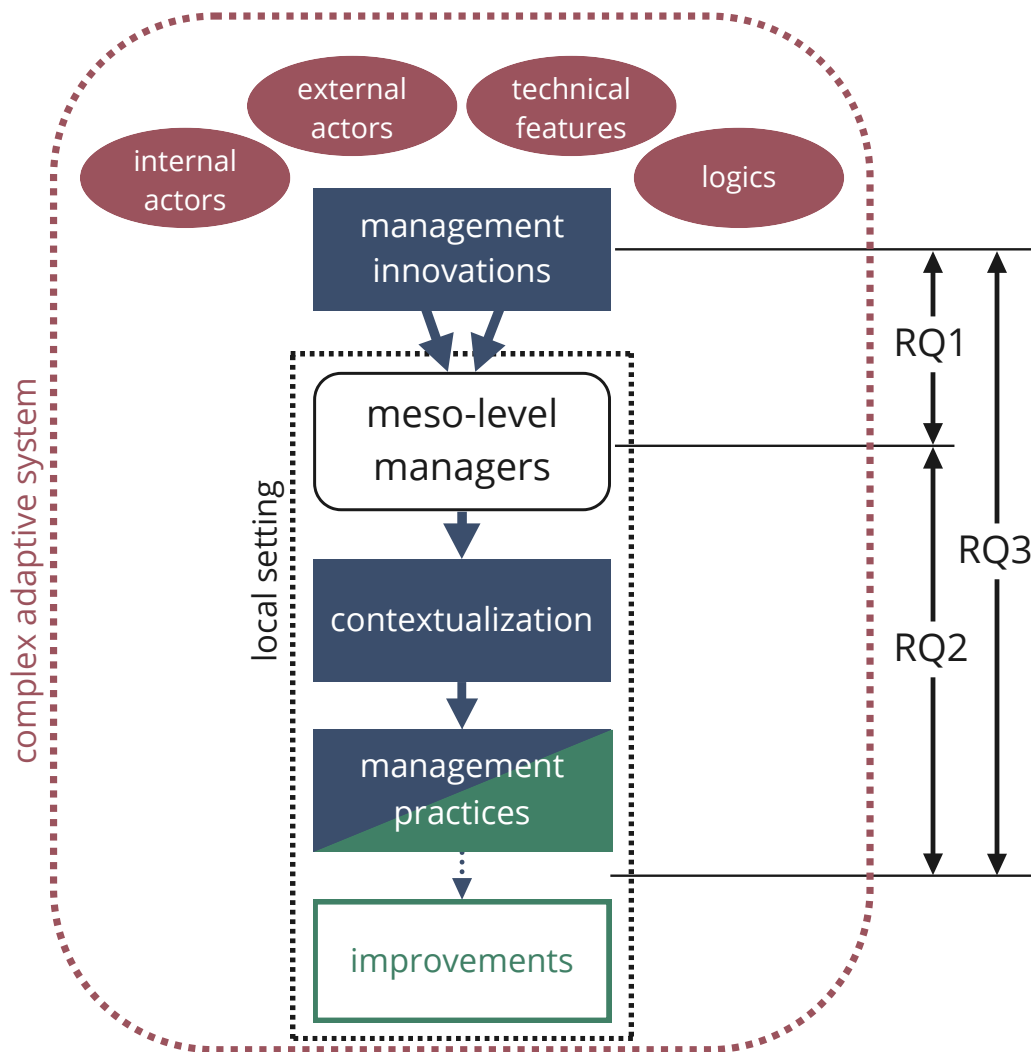 external
actors
technical
features
internal
actors
logics
management
innovations
RQ1
meso-level
managers
complex adaptive system
local setting
RQ3
contextualization
RQ2
management
practices
improvements